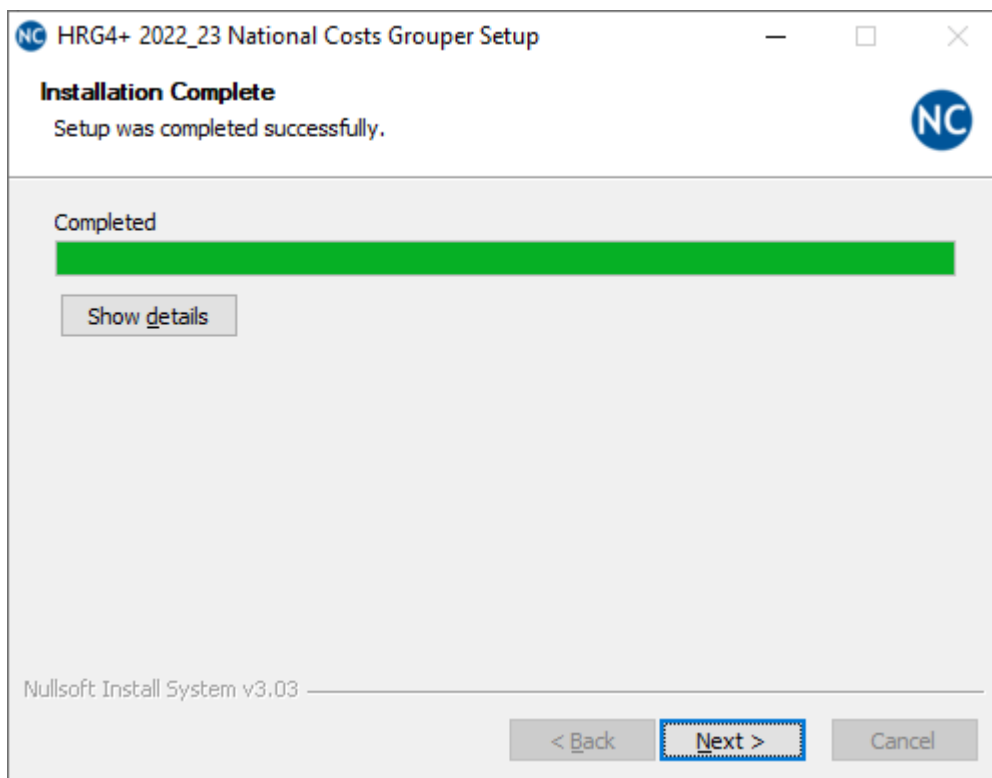 NC HRG4+ 2022_23 National Costs Grouper Setup
Installation Complete
Setup was completed successfully.
NC
Completed
Show details
Nullsoft Install System v3.03
< Back Next > Cancel